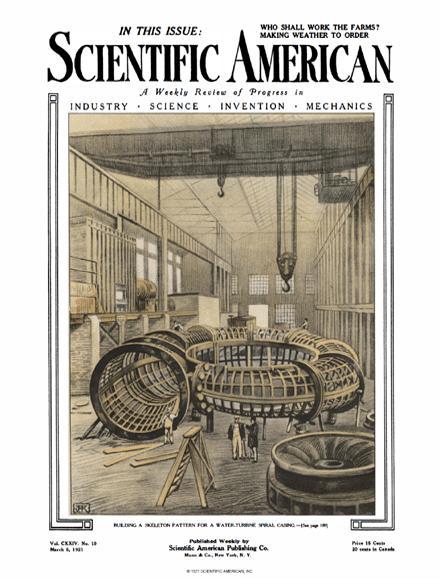 IN THIS ISSUE:
WHO SHALL WORK THE FARMS?
MAKING WEATHER TO ORDER
SCIENTIFIC AMERICAN
A Weekly Review of Progress in
INDUSTRY · SCIENCE · INVENTION · MECHANICS
BUILDING A SKELETON PATTERN FOR A WATER-TURBINE SPIRAL CASING.—[See page 189]
Vol. CXXIV. No. 10
March 5, 1921
Published Weekly by
Scientific American Publishing Co.
Munn & Co., New York, N. Y.
Price 15 Cents
20 cents in Canada
© 1921 SCIENTIFIC AMERICAN, INC